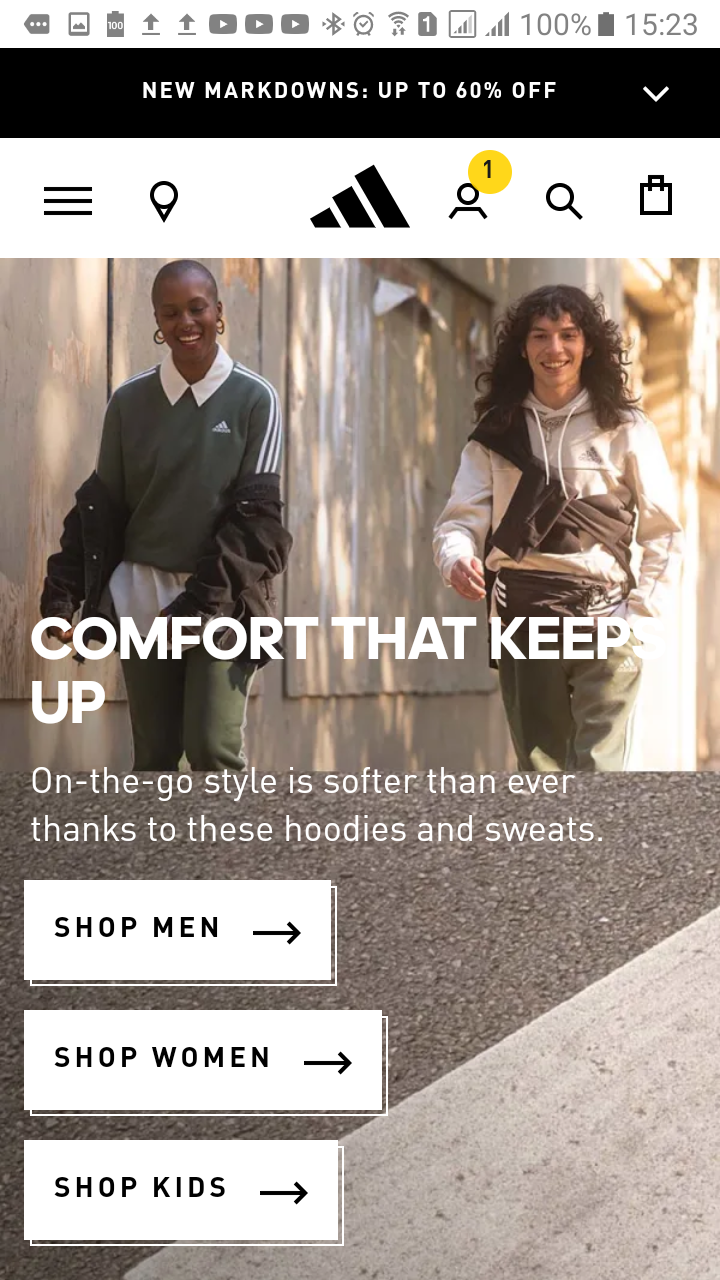 100 1 100% 15:23
NEW MARKDOWNS: UP TO 60% OFF
1
COMFORT THAT KEEPS
UP
On-the-go style is softer than ever
thanks to these hoodies and sweats.
SHOP MEN
SHOP WOMEN
SHOP KIDS